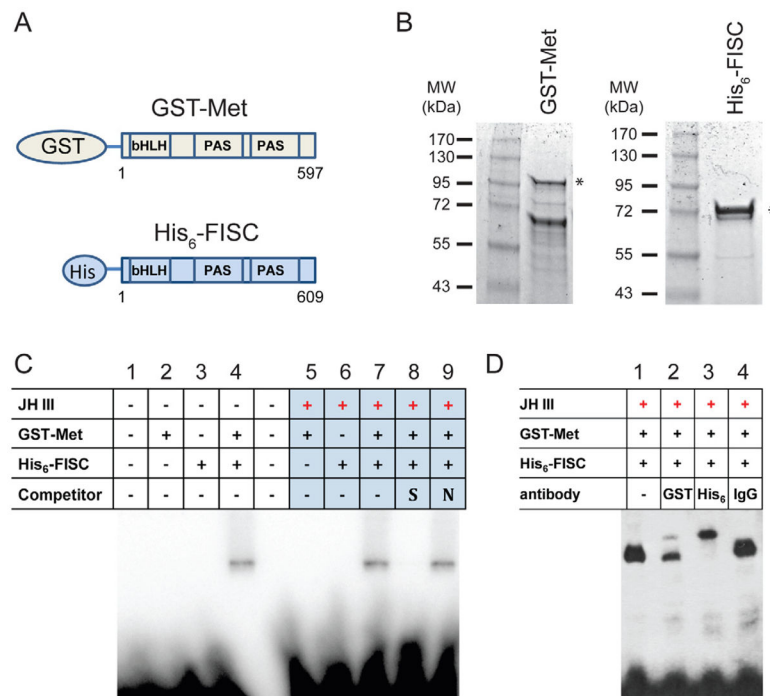 A
GST-Met
GST bHLH PAS PAS
1 597
His6-FISC
His bHLH PAS PAS
1 609
B
MW (kDa) GST-Met
170
130
95 *
72
55
43
MW (kDa) His6-FISC
170
130
95
72 *
55
43
C
1 2 3 4 5 6 7 8 9
JH III - - - - - + + + + +
GST-Met - + - + - + - + + +
His6-FISC - - + + - - + + + +
Competitor - - - - - - - - S N
D
1 2 3 4
JH III + + + +
GST-Met + + + +
His6-FISC + + + +
antibody - GST His6 IgG